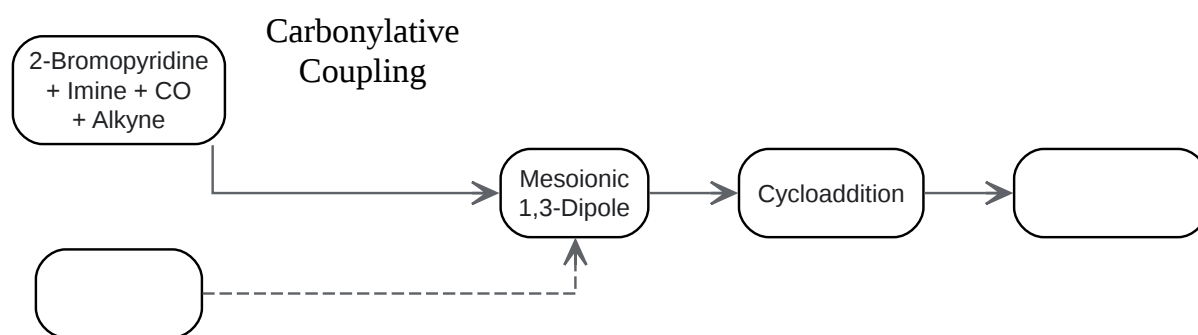 Carbonylative
Coupling
2-Bromopyridine
+ Imine + CO
+ Alkyne
Mesoionic
1,3-Dipole
Cycloaddition